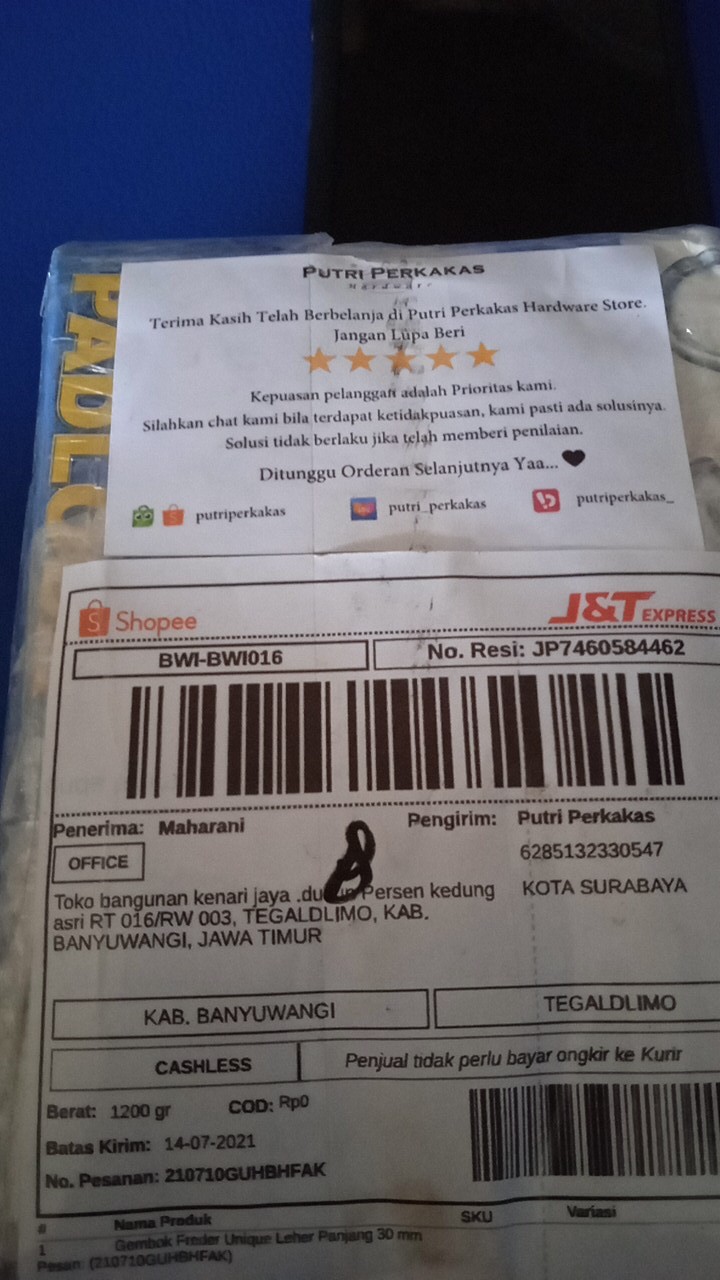 PADLO
PUTRI PERKAKAS
Hardware
Terima Kasih Telah Berbelanja di Putri Perkakas Hardware Store.
Jangan Lupa Beri
Kepuasan pelanggan adalah Prioritas kami.
Silahkan chat kami bila terdapat ketidakpuasan, kami pasti ada solusinya.
Solusi tidak berlaku jika telah memberi penilaian.
Ditunggu Orderan Selanjutnya Yaa...
putriperkakas putri_perkakas putriperkakas_
Shopee J&T EXPRESS
BWI-BWI016 No. Resi: JP7460584462
Penerima: Maharani Pengirim: Putri Perkakas
OFFICE 6285132330547
Toko bangunan kenari jaya .dusun Persen kedung KOTA SURABAYA
asri RT 016/RW 003, TEGALDLIMO, KAB.
BANYUWANGI, JAWA TIMUR
KAB. BANYUWANGI TEGALDLIMO
CASHLESS Penjual tidak perlu bayar ongkir ke Kurir
Berat: 1200 gr COD: Rp0
Batas Kirim: 14-07-2021
No. Pesanan: 210710GUHBHFAK
# Nama Produk SKU Variasi
1 Gembok Freder Unique Leher Panjang 30 mm
Pesan: (210710GUHBHFAK)